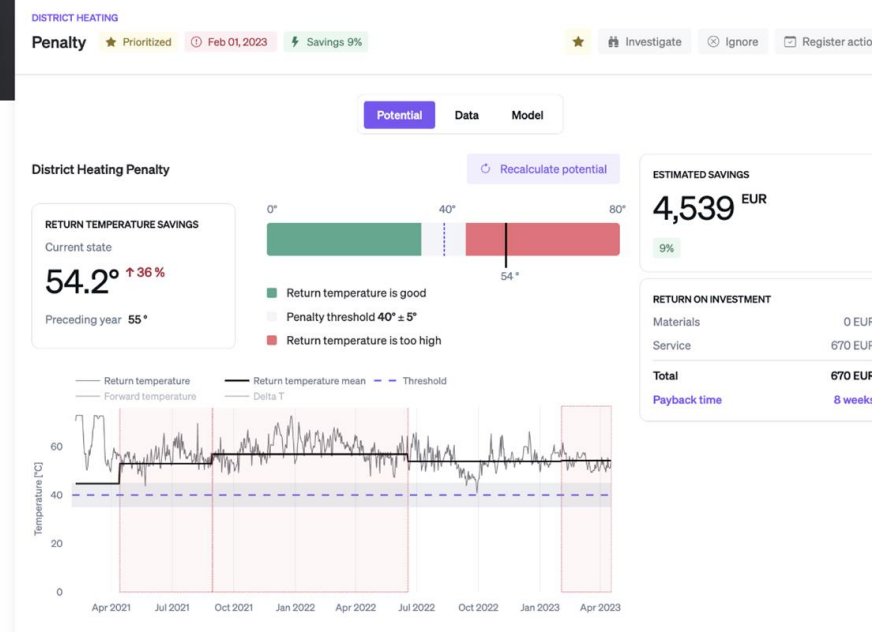 DISTRICT HEATING
Penalty
Prioritized
Feb 01, 2023
Savings 9%
Investigate
Ignore
Register actio
Potential
Data
Model
District Heating Penalty
Recalculate potential
RETURN TEMPERATURE SAVINGS
Current state
54.2° ↑ 36 %
Preceding year 55 °
0° 40° 80°
54 °
Return temperature is good
Penalty threshold 40° ± 5°
Return temperature is too high
ESTIMATED SAVINGS
4,539 EUR
9%
RETURN ON INVESTMENT
Materials 0 EUR
Service 670 EUR
Total 670 EUR
Payback time 8 weeks
Return temperature Return temperature mean Threshold
Forward temperature Delta T
Temperature [°C]
60
40
20
0
Apr 2021 Jul 2021 Oct 2021 Jan 2022 Apr 2022 Jul 2022 Oct 2022 Jan 2023 Apr 2023